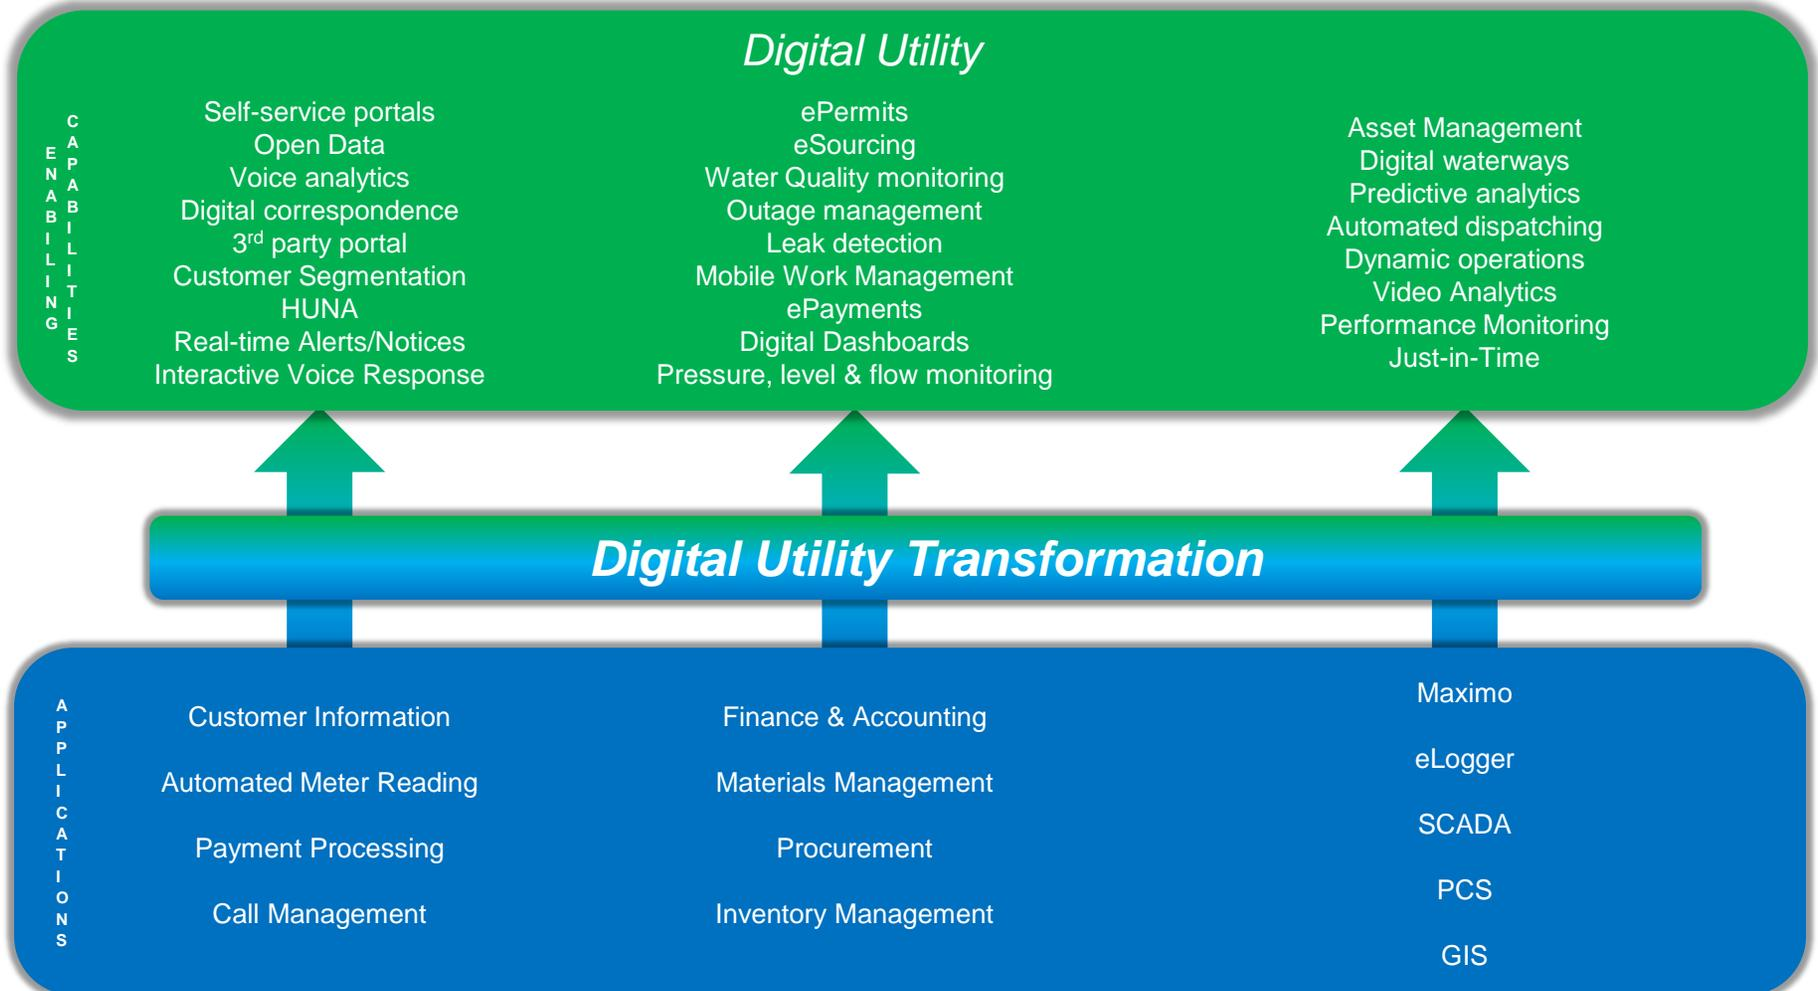 Digital Utility
ENABLING
CAPABILITIES
Self-service portals
Open Data
Voice analytics
Digital correspondence
3rd party portal
Customer Segmentation
HUNA
Real-time Alerts/Notices
Interactive Voice Response
ePermits
eSourcing
Water Quality monitoring
Outage management
Leak detection
Mobile Work Management
ePayments
Digital Dashboards
Pressure, level & flow monitoring
Asset Management
Digital waterways
Predictive analytics
Automated dispatching
Dynamic operations
Video Analytics
Performance Monitoring
Just-in-Time
Digital Utility Transformation
APPLICATIONS
Customer Information
Automated Meter Reading
Payment Processing
Call Management
Finance & Accounting
Materials Management
Procurement
Inventory Management
Maximo
eLogger
SCADA
PCS
GIS